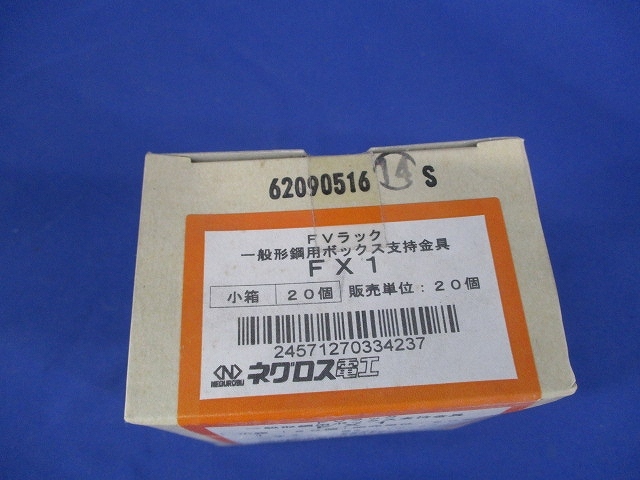 62090516 14 S
FVラック
一般形鋼用ボックス支持金具
FX1
小箱 20個 販売単位：20個
24571270334237
NEGUROSU ネグロス電工